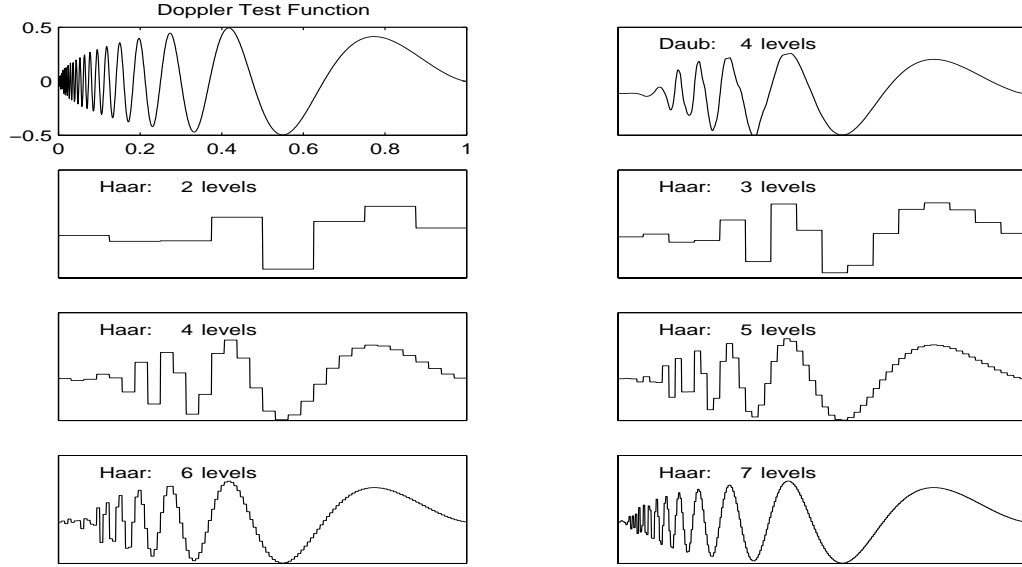 Doppler Test Function
0.5
0
−0.5
0 0.2 0.4 0.6 0.8 1
Daub: 4 levels
Haar: 2 levels
Haar: 3 levels
Haar: 4 levels
Haar: 5 levels
Haar: 6 levels
Haar: 7 levels